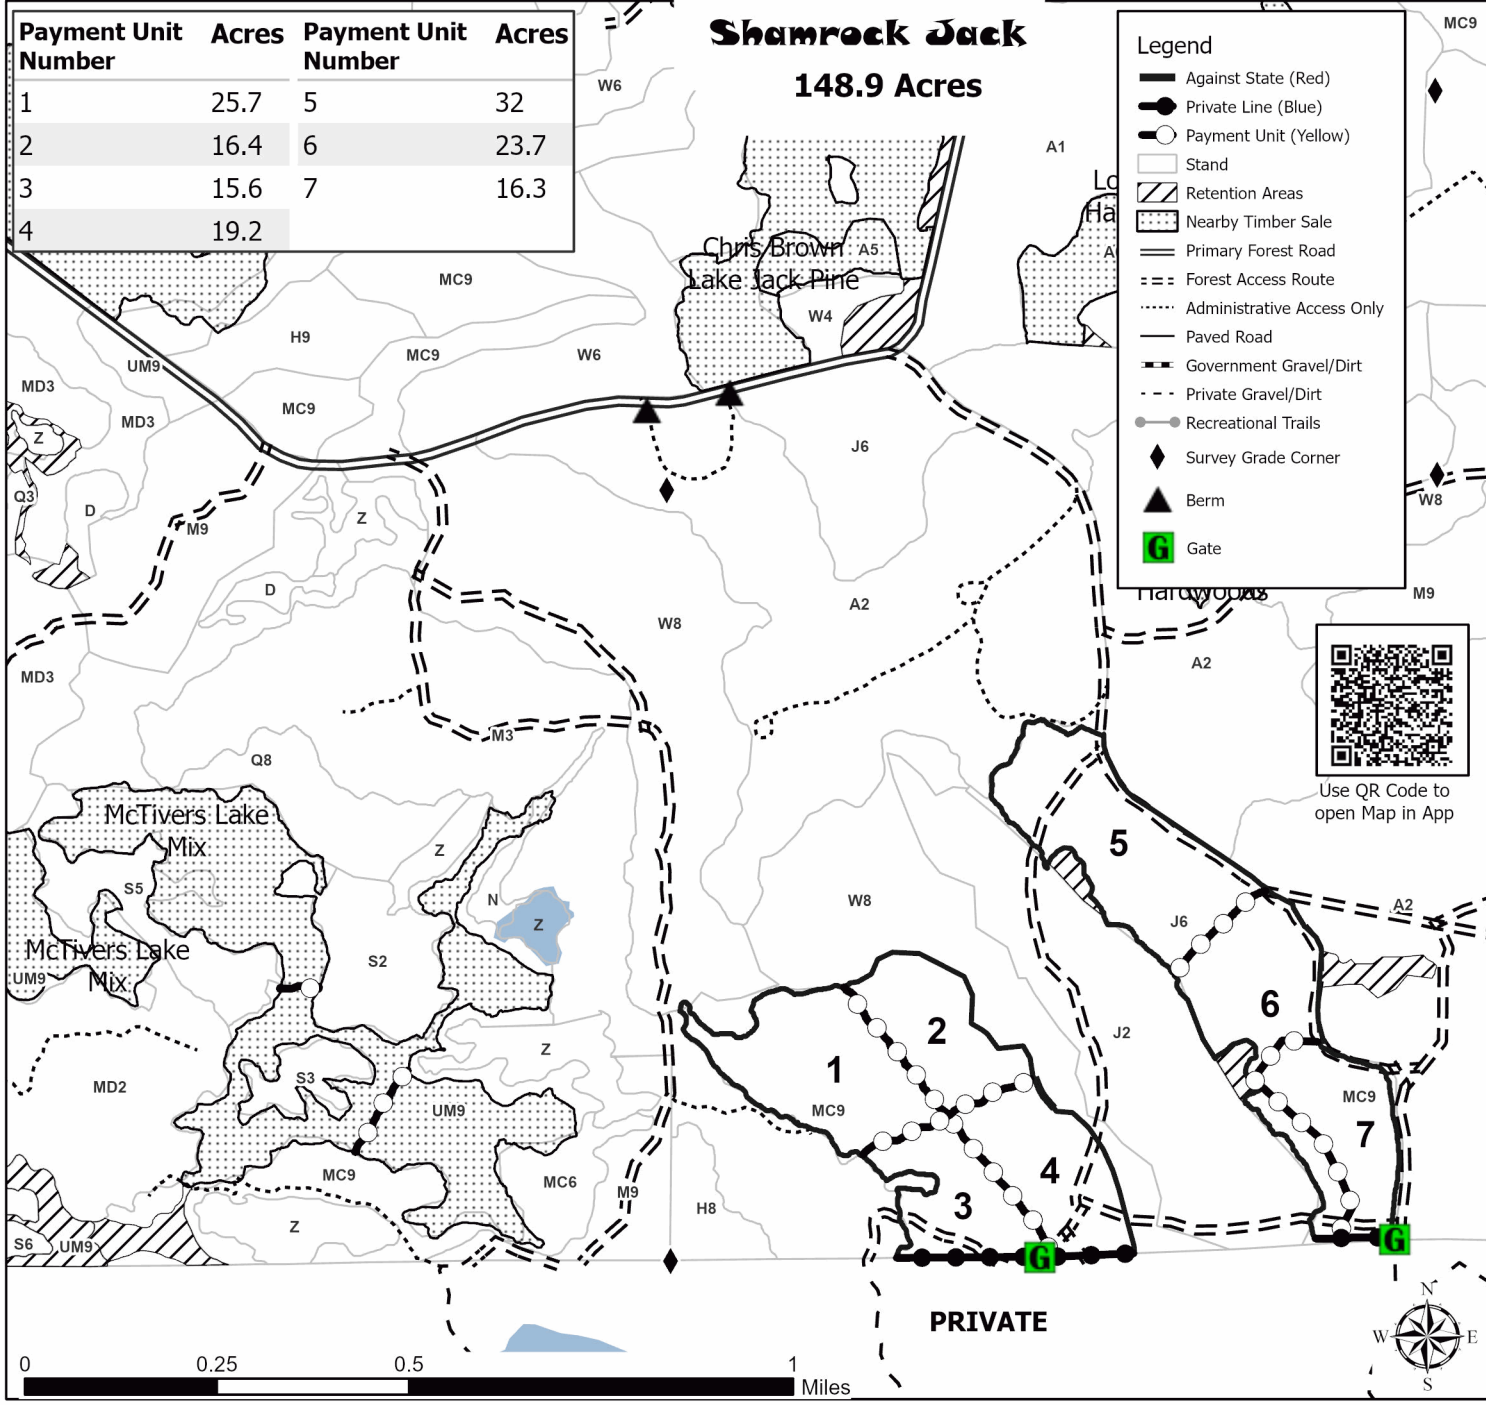 Shamrock Jack
148.9 Acres
Payment Unit Number Acres Payment Unit Number Acres
1 25.7 5 32
2 16.4 6 23.7
3 15.6 7 16.3
4 19.2
Legend
Against State (Red)
Private Line (Blue)
Payment Unit (Yellow)
Stand
Retention Areas
Nearby Timber Sale
Primary Forest Road
Forest Access Route
Administrative Access Only
Paved Road
Government Gravel/Dirt
Private Gravel/Dirt
Recreational Trails
Survey Grade Corner
Berm
G Gate
MC9
W6
A1
Lo
Ha
A
Chris Brown
Lake Jack Pine
A5
W4
MC9
H9
MC9
W6
UM9
MD3
MD3
MC9
Z
J6
Q3
D
M9
Z
W8
D
A2
W8
Hardwoods
M9
MD3
A2
M3
Q8
Use QR Code to
open Map in App
McTivers Lake
Mix
Z
5
S5
N
W8
J6
A2
Z
McTivers Lake
Mix
UM9
S2
6
2
J2
Z
1
S3
MD2
UM9
MC9
MC9
7
MC9
4
MC6
M9
H8
3
Z
S6
UM9
G
G
PRIVATE
N
W E
S
0 0.25 0.5 1
Miles